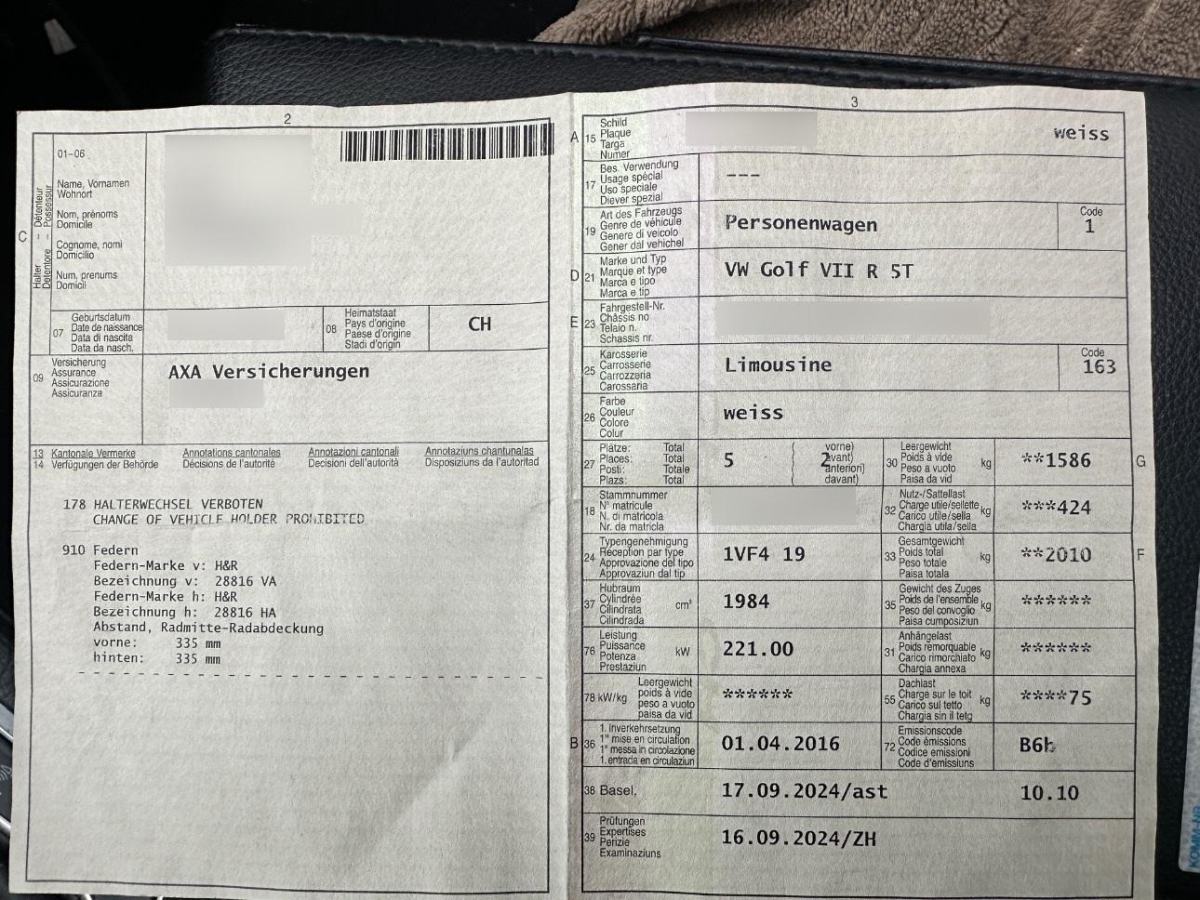 2
01-06
Name, Vornamen
Wohnort
Nom, prénoms
Domicile
Cognome, nomi
Domicilio
Num, prenums
Domicil
C
Halter - Détenteur
Detentore - Possessur
07
Geburtsdatum
Date de naissance
Data di nascita
Data da nasch.
08
Heimatstaat
Pays d'origine
Paese d'origine
Stadi d'origin
CH
09
Versicherung
Assurance
Assicurazione
Assicuranza
AXA Versicherungen
13 Kantonale Vermerke Annotations cantonales Annotazioni cantonali Annotaziuns chantunalas
14 Verfügungen der Behörde Décisions de l'autorité Decisioni dell'autorità Disposiziuns da l'autoritad
178 HALTERWECHSEL VERBOTEN
CHANGE OF VEHICLE HOLDER PROHIBITED
910 Federn
Federn-Marke v: H&R
Bezeichnung v: 28816 VA
Federn-Marke h: H&R
Bezeichnung h: 28816 HA
Abstand, Radmitte-Radabdeckung
vorne: 335 mm
hinten: 335 mm
3
A 15
Schild
Plaque
Targa
Numer
weiss
17
Bes. Verwendung
Usage spécial
Uso speciale
Diever spezial
---
19
Art des Fahrzeugs
Genre de véhicule
Genere di veicolo
Gener dal vehichel
Personenwagen
Code
1
D 21
Marke und Typ
Marque et type
Marca e tipo
Marca e tip
VW Golf VII R 5T
E 23
Fahrgestell-Nr.
Châssis no
Telaio n.
Schassis nr.
25
Karosserie
Carrosserie
Carrozzeria
Carossaria
Limousine
Code
163
26
Farbe
Couleur
Colore
Colur
weiss
27
Plätze: Total
Places: Total
Posti: Totale
Plazs: Total
5
( vorne)
( avant)
2
anteriori)
( davant)
30
Leergewicht
Poids à vide
Peso a vuoto
Paisa da vid
kg
**1586
G
18
Stammnummer
N° matricule
N. di matricola
Nr. da matricla
32
Nutz-/Sattellast
Charge utile/sellette
Carico utile/sella
Chargia utila/sella
kg
***424
24
Typengenehmigung
Réception par type
Approvazione del tipo
Approvaziun dal tip
1VF4 19
33
Gesamtgewicht
Poids total
Peso totale
Paisa totala
kg
**2010
F
37
Hubraum
Cylindrée
Cilindrata
Cilindrada
cm³
1984
35
Gewicht des Zuges
Poids de l'ensemble
Peso del convoglio
Paisa cumposiziun
kg
******
76
Leistung
Puissance
Potenza
Prestaziun
kW
221.00
31
Anhängelast
Poids remorquable
Carico rimorchiato
Chargia annexa
kg
******
78 kW/kg
Leergewicht
poids à vide
peso a vuoto
paisa da vid
******
55
Dachlast
Charge sur le toit
Carico sul tetto
Chargia sin il tetg
kg
****75
B 36
1. Inverkehrsetzung
1re mise en circulation
1a messa in circolazione
1. entrada en circulaziun
01.04.2016
72
Emissionscode
Code émissions
Codice emissioni
Code d'emissiuns
B6b
38 Basel,
17.09.2024/ast
10.10
39
Prüfungen
Expertises
Perizie
Examinaziuns
16.09.2024/ZH